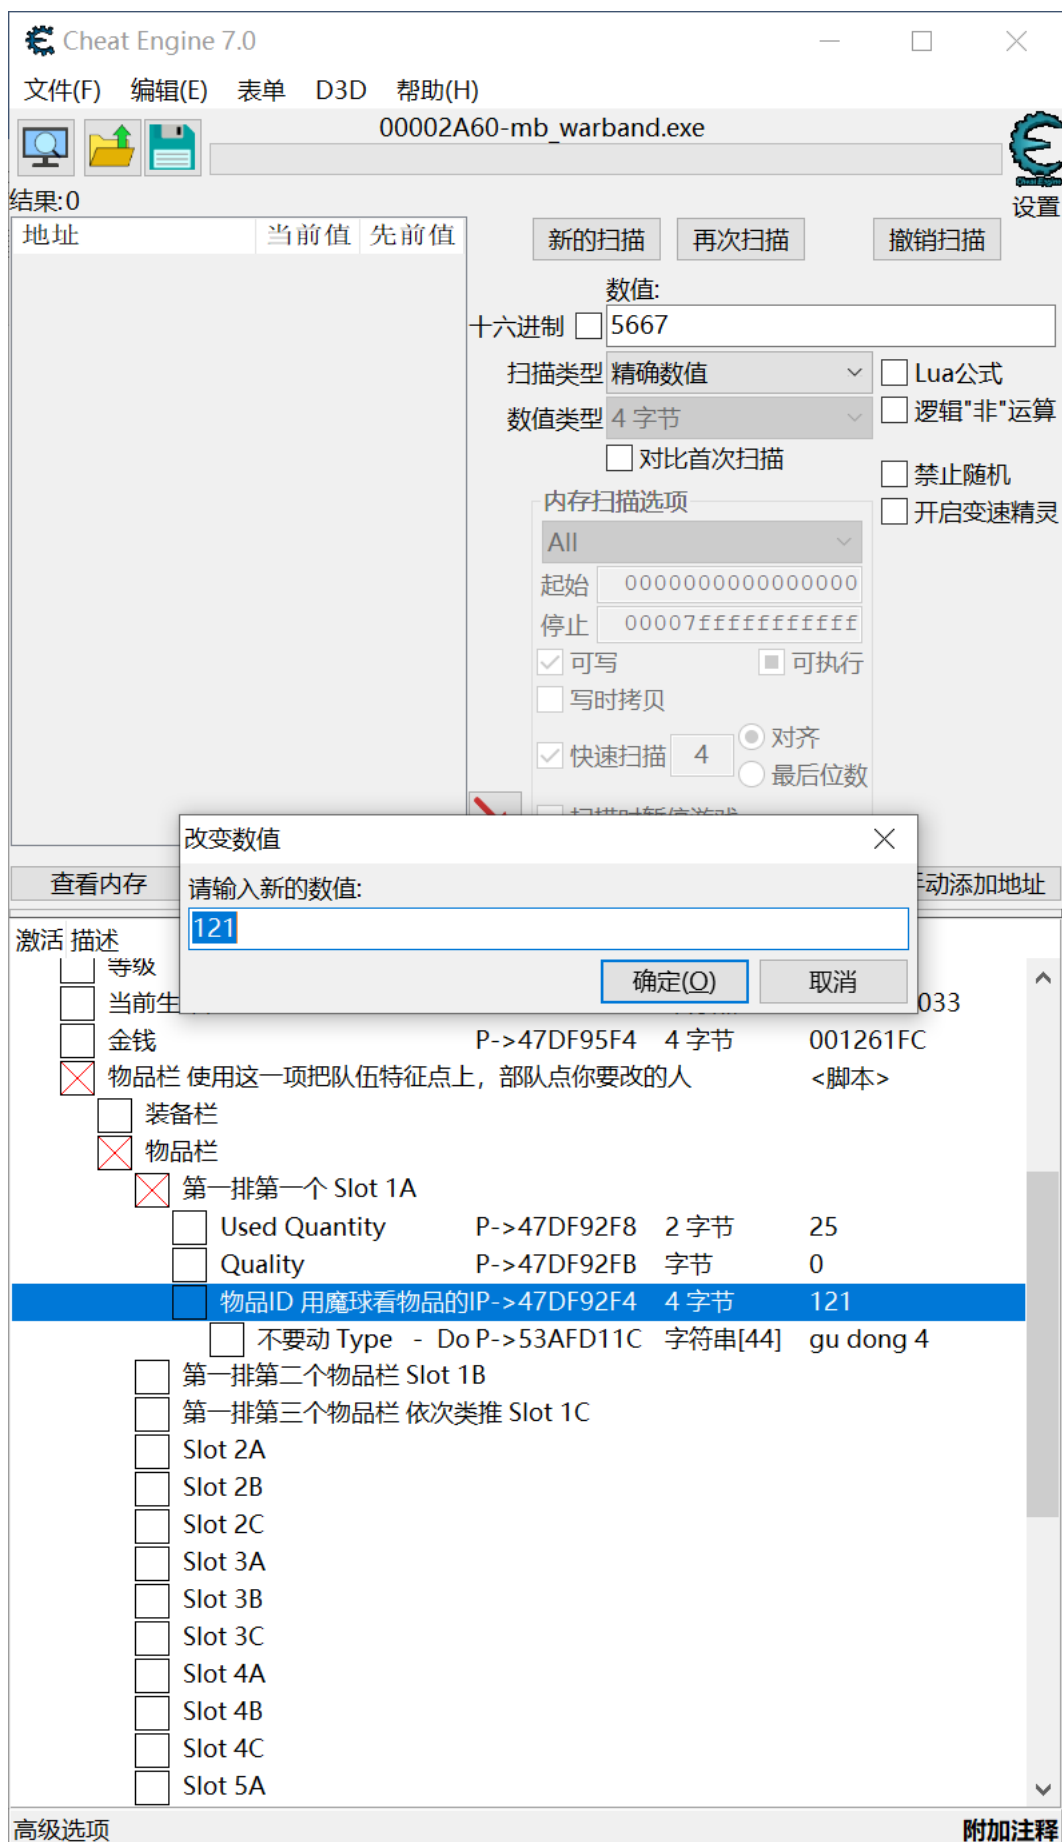 Cheat Engine 7.0
文件(F) 编辑(E) 表单 D3D 帮助(H)
00002A60-mb_warband.exe
Cheat Engine
设置
结果:0
地址 当前值 先前值
新的扫描 再次扫描 撤销扫描
数值:
十六进制 5667
扫描类型 精确数值 Lua公式
数值类型 4 字节 逻辑"非"运算
对比首次扫描
禁止随机
内存扫描选项 开启变速精灵
All
起始 0000000000000000
停止 00007fffffffffff
可写 可执行
写时拷贝
快速扫描 4 对齐
最后位数
改变数值
查看内存 请输入新的数值: 手动添加地址
121
激活 描述
确定(O) 取消
等级
当前生 033
金钱 P->47DF95F4 4 字节 001261FC
物品栏 使用这一项把队伍特征点上，部队点你要改的人 <脚本>
装备栏
物品栏
第一排第一个 Slot 1A
Used Quantity P->47DF92F8 2 字节 25
Quality P->47DF92FB 字节 0
物品ID 用魔球看物品的IP->47DF92F4 4 字节 121
不要动 Type - Do P->53AFD11C 字符串[44] gu dong 4
第一排第二个物品栏 Slot 1B
第一排第三个物品栏 依次类推 Slot 1C
Slot 2A
Slot 2B
Slot 2C
Slot 3A
Slot 3B
Slot 3C
Slot 4A
Slot 4B
Slot 4C
Slot 5A
高级选项 附加注释